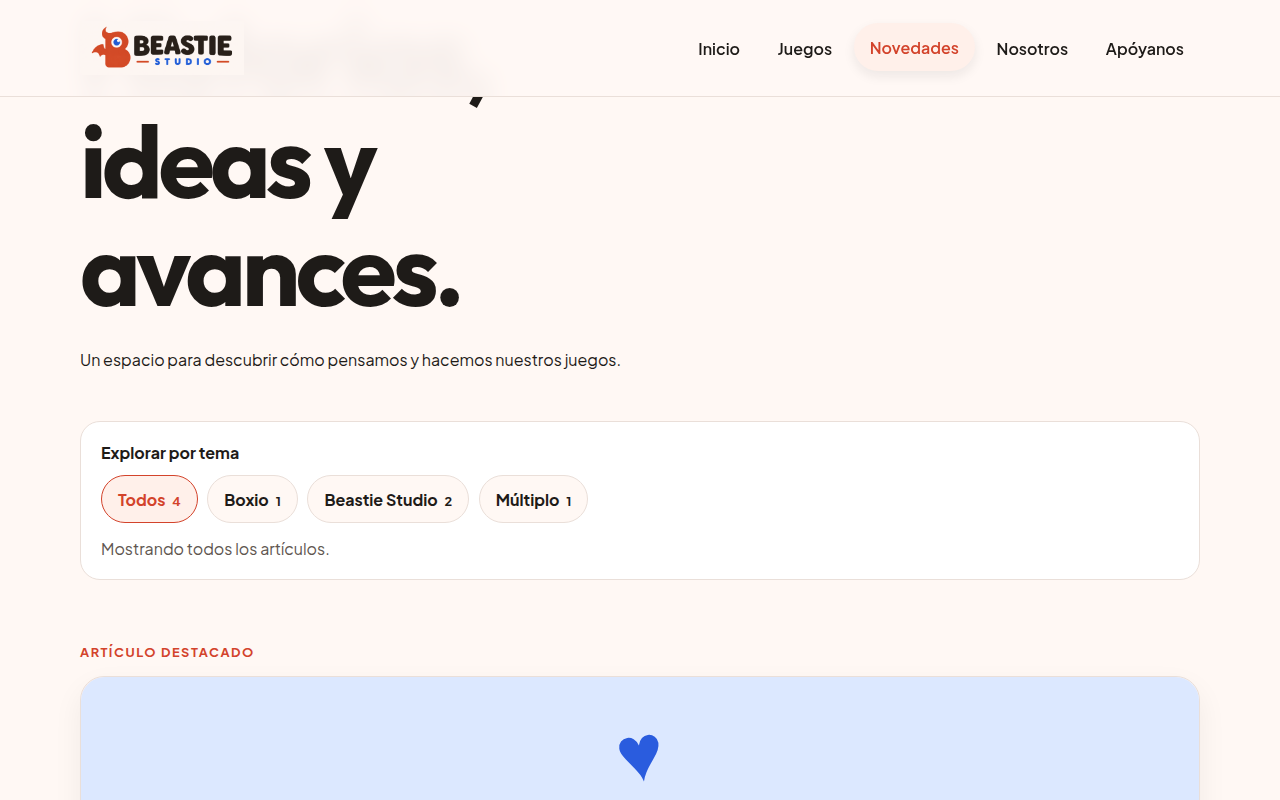 BEASTIE
STUDIO
Inicio
Juegos
Novedades
Nosotros
Apóyanos
ideas y
avances.
Un espacio para descubrir cómo pensamos y hacemos nuestros juegos.
Explorar por tema
Todos 4
Boxio 1
Beastie Studio 2
Múltiplo 1
Mostrando todos los artículos.
ARTÍCULO DESTACADO